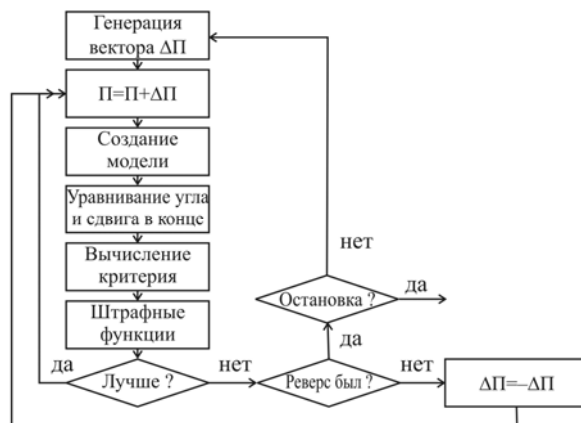 Генерация
вектора ΔП
П=П+ΔП
Создание
модели
Уравнивание угла
и сдвига в конце
Вычисление
критерия
Штрафные
функции
да
Лучше ?
нет
Реверс был ?
нет
ΔП=–ΔП
да
Остановка ?
да
нет